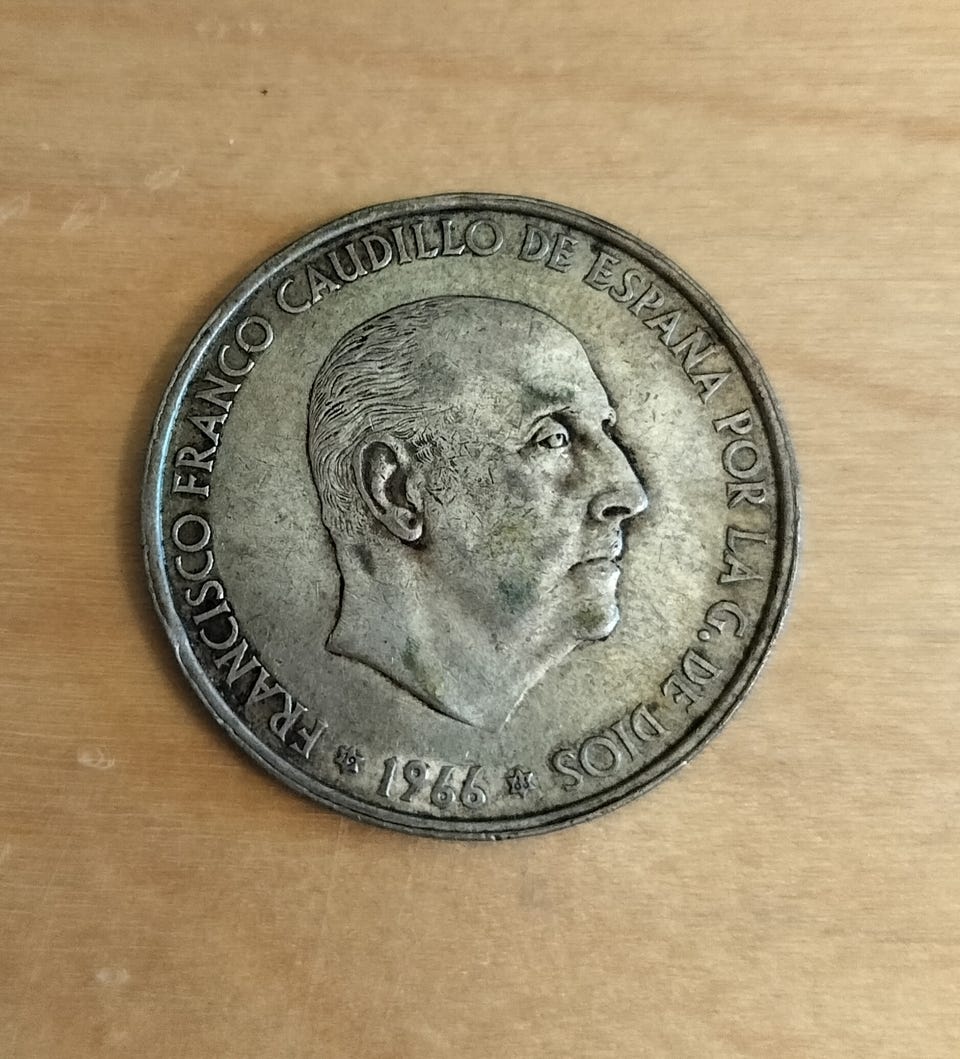 FRANCISCO FRANCO CAUDILLO DE ESPAÑA POR LA G. DE DIOS
* 1966 *